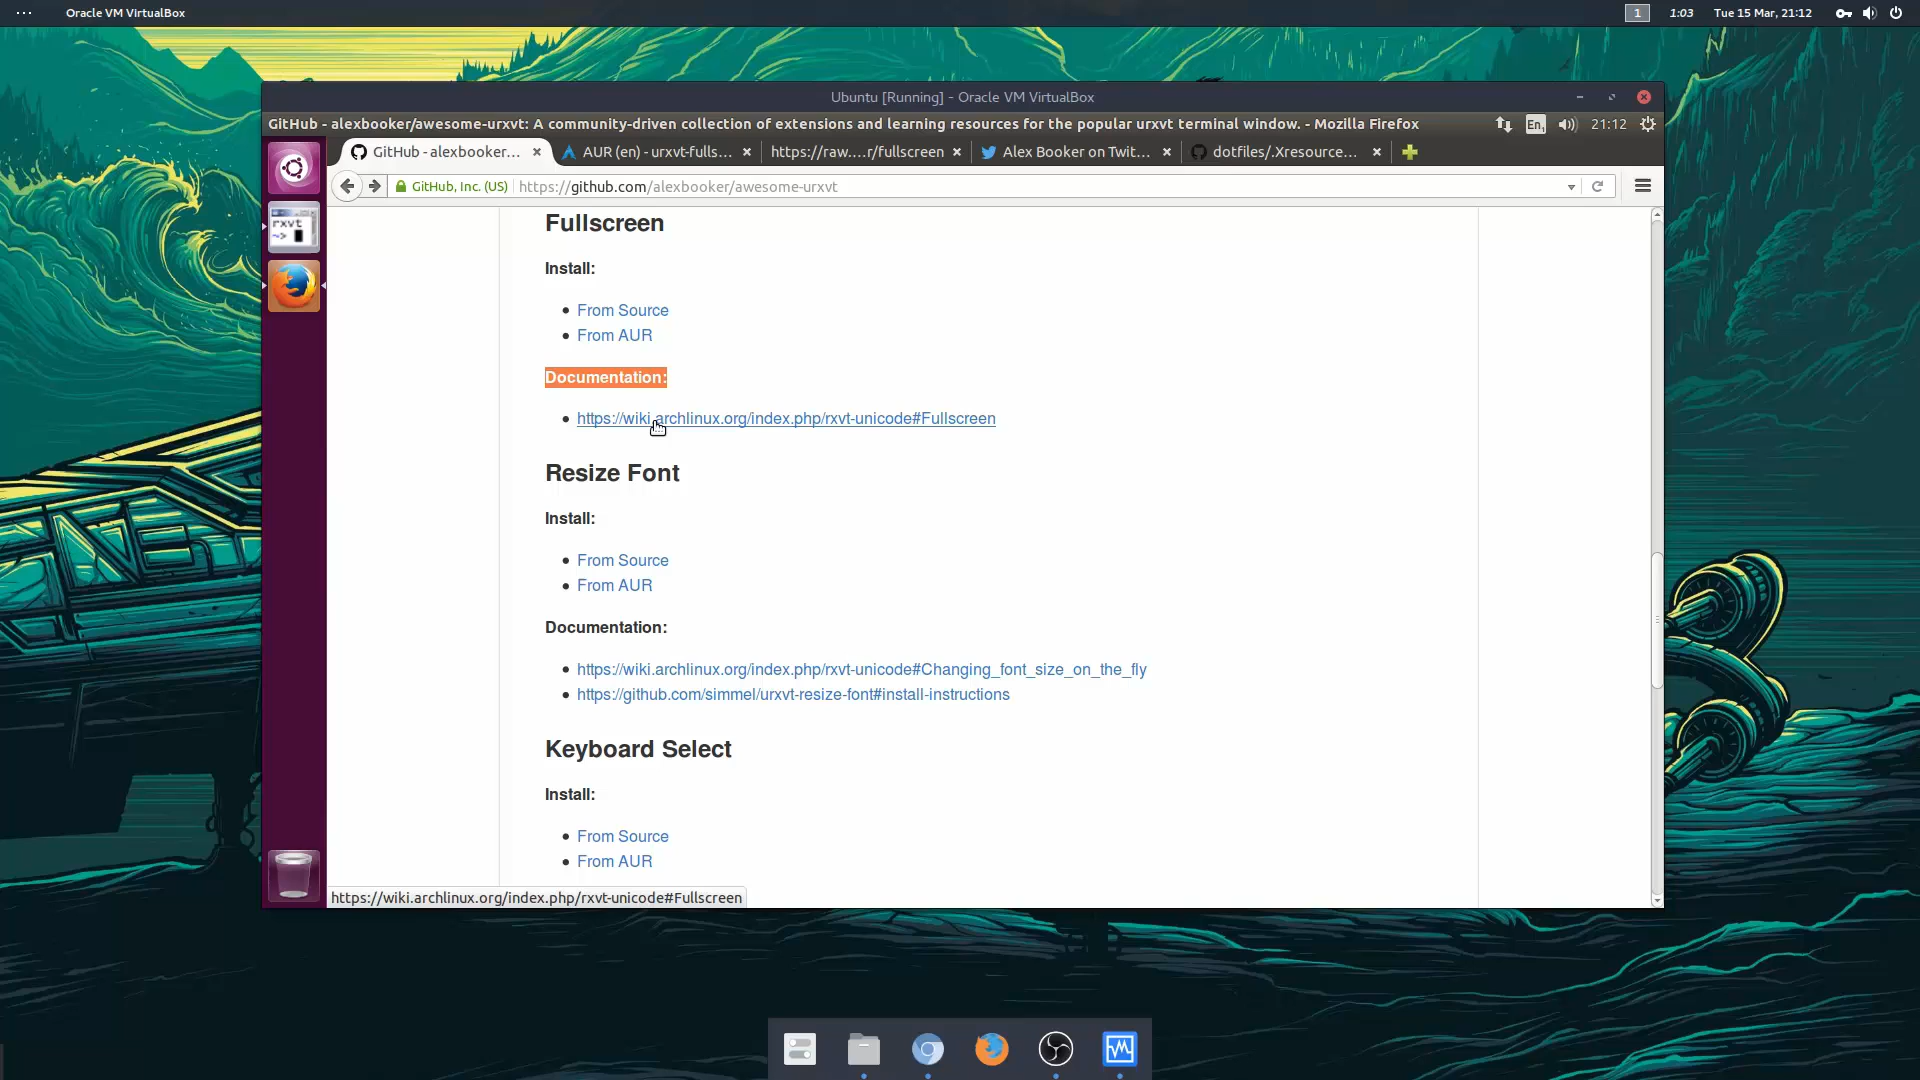 Oracle VM VirtualBox
1
1:03
Tue 15 Mar, 21:12
Ubuntu [Running] - Oracle VM VirtualBox
GitHub - alexbooker/awesome-urxvt: A community-driven collection of extensions and learning resources for the popular urxvt terminal window. - Mozilla Firefox
En1
21:12
GitHub - alexbooker...
AUR (en) - urxvt-fulls...
https://raw....r/fullscreen
Alex Booker on Twit...
dotfiles/.Xresource...
GitHub, Inc. (US)
https://github.com/alexbooker/awesome-urxvt
rxvt
~>
Fullscreen
Install:
From Source
From AUR
Documentation:
https://wiki.archlinux.org/index.php/rxvt-unicode#Fullscreen
Resize Font
Install:
From Source
From AUR
Documentation:
https://wiki.archlinux.org/index.php/rxvt-unicode#Changing_font_size_on_the_fly
https://github.com/simmel/urxvt-resize-font#install-instructions
Keyboard Select
Install:
From Source
From AUR
https://wiki.archlinux.org/index.php/rxvt-unicode#Fullscreen